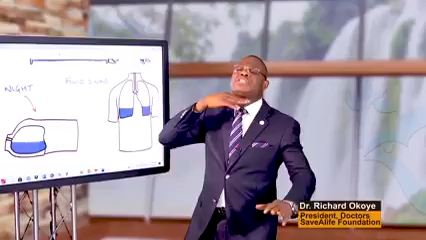 NIGHT
Dr. Richard Okoye
President, Doctors
SaveAlife Foundation